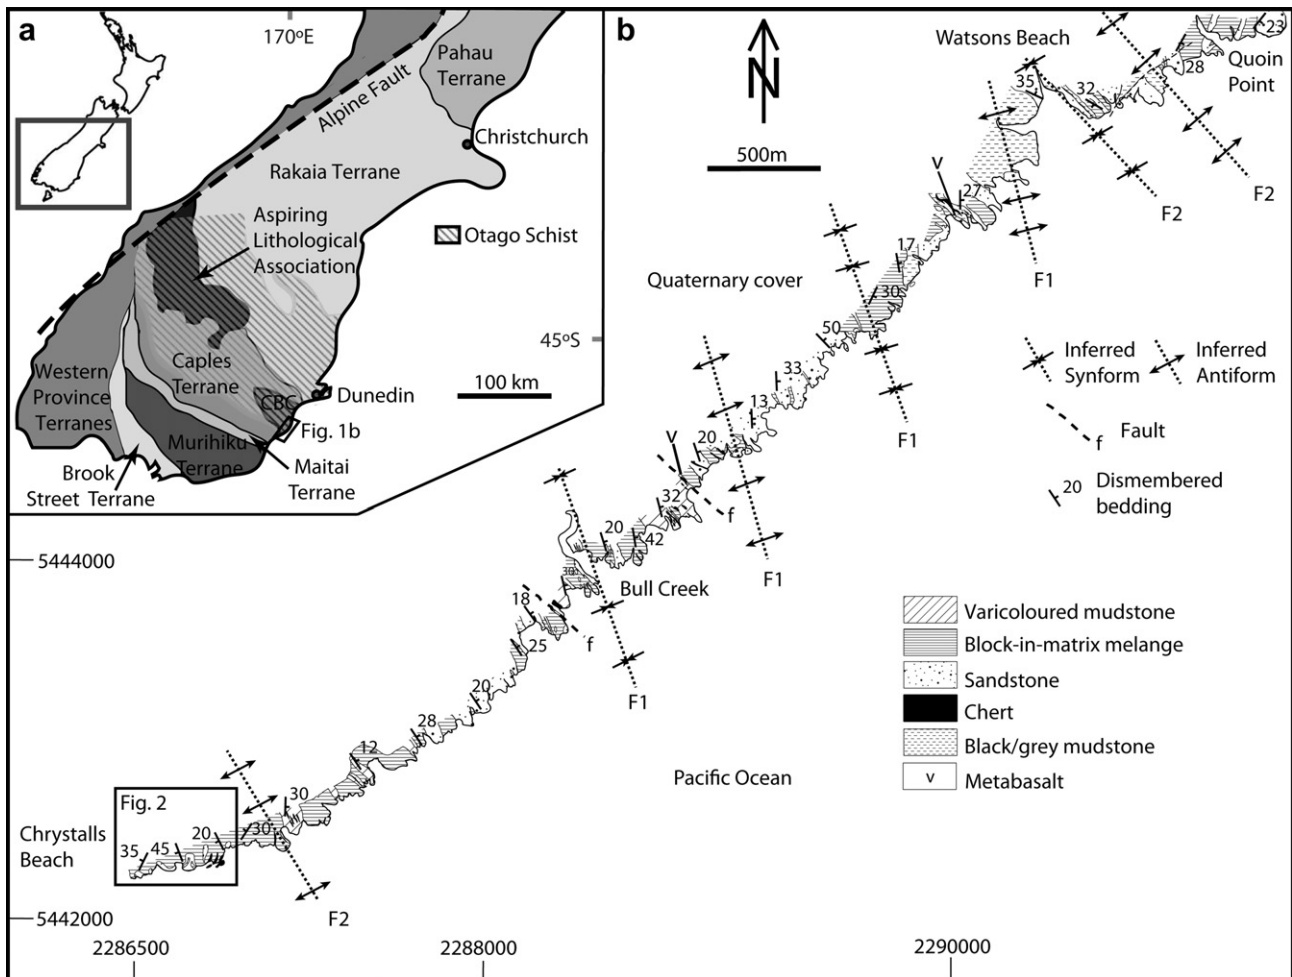 a
170ºE
Alpine Fault
Pahau
Terrane
Christchurch
Rakaia Terrane
Aspiring
Lithological
Association
Otago Schist
45ºS
Western
Province
Terranes
Caples
Terrane
100 km
CBC
Dunedin
Fig. 1b
Murihiku
Terrane
Maitai
Terrane
Brook
Street Terrane
b
N
500m
Watsons Beach
Quoin
Point
23
28
35
32
F2
F2
v
27
F1
17
Quaternary cover
30
50
F1
33
13
20
v
f
32
F1
20
42
Bull Creek
30
18
f
25
F1
20
28
12
30
30
F2
Fig. 2
20
45
35
Chrystalls
Beach
Pacific Ocean
Inferred
Synform
Inferred
Antiform
f
Fault
20
Dismembered
bedding
Varicoloured mudstone
Block-in-matrix melange
Sandstone
Chert
Black/grey mudstone
v
Metabasalt
5444000
5442000
2286500
2288000
2290000